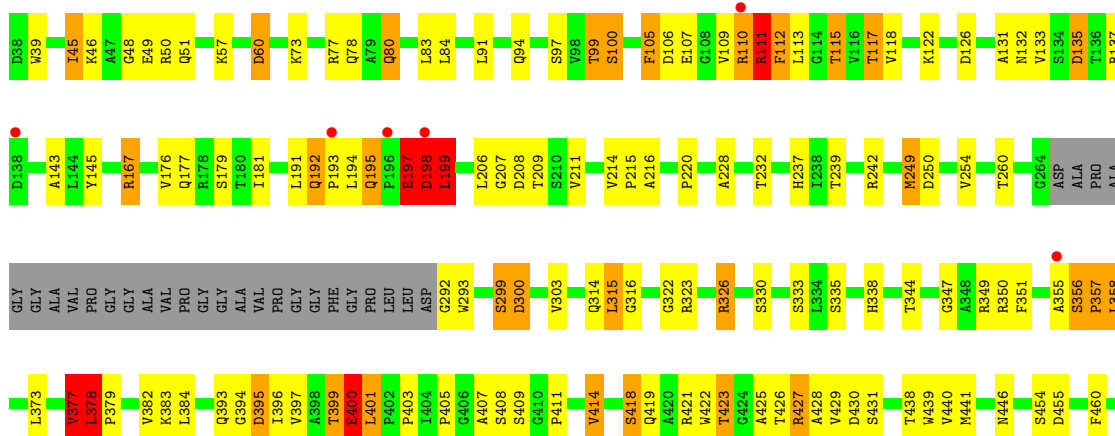 D38 W39 I45 K46 A47 G48 E49 R50 Q51 K57 D60 K73 R77 Q78 A79 Q80 L83 L84 L91 Q94 S97 V98 T99 S100 F105 D106 E107 G108 V109 R110 R111 F112 L113 G114 T115 V116 T117 V118 K122 D126 A131 N132 V133 S134 D135 T136
D138 A143 L144 Y145 R167 V176 Q177 R178 S179 T180 I181 L191 Q192 P193 L194 Q195 P196 E197 D198 L199 L206 G207 D208 T209 S210 V211 V214 P215 A216 P220 A228 T232 H237 I238 T239 R242 M249 D250 V254 T260 G264 ASP ALA PRO ALA
GLY GLY ALA VAL PRO GLY GLY ALA VAL PRO GLY GLY ALA VAL PRO GLY PHE GLY PRO LEU LEU ASP G292 W293 S299 D300 V303 Q314 L315 G316 G322 R323 R326 S330 S333 L334 S335 H338 T344 G347 A348 R349 R350 F351 A355 S356 P357
L373 V377 L378 P379 V382 K383 L384 Q393 G394 D395 I396 V397 A398 T399 E400 L401 P402 P403 I404 P405 G406 A407 S408 S409 G410 P411 V414 S418 Q419 A420 R421 W422 T423 G424 A425 T426 R427 A428 V429 D430 S431 T438 W439 V440 M441 N446 S454 D455 F460